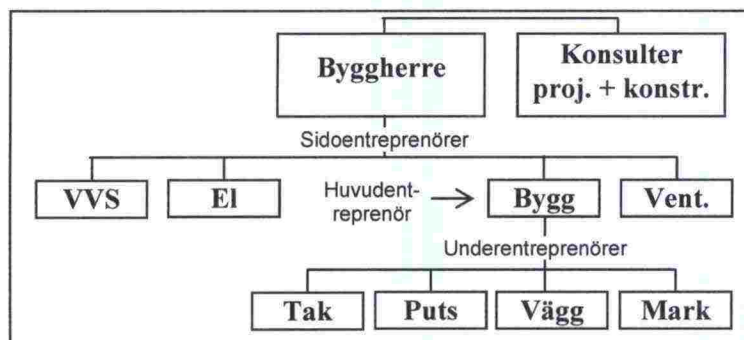 Byggherre
Konsulter
proj. + konstr.
Sidoentreprenörer
VVS
El
Huvudent-
reprenör
Bygg
Vent.
Underentreprenörer
Tak
Puts
Vägg
Mark